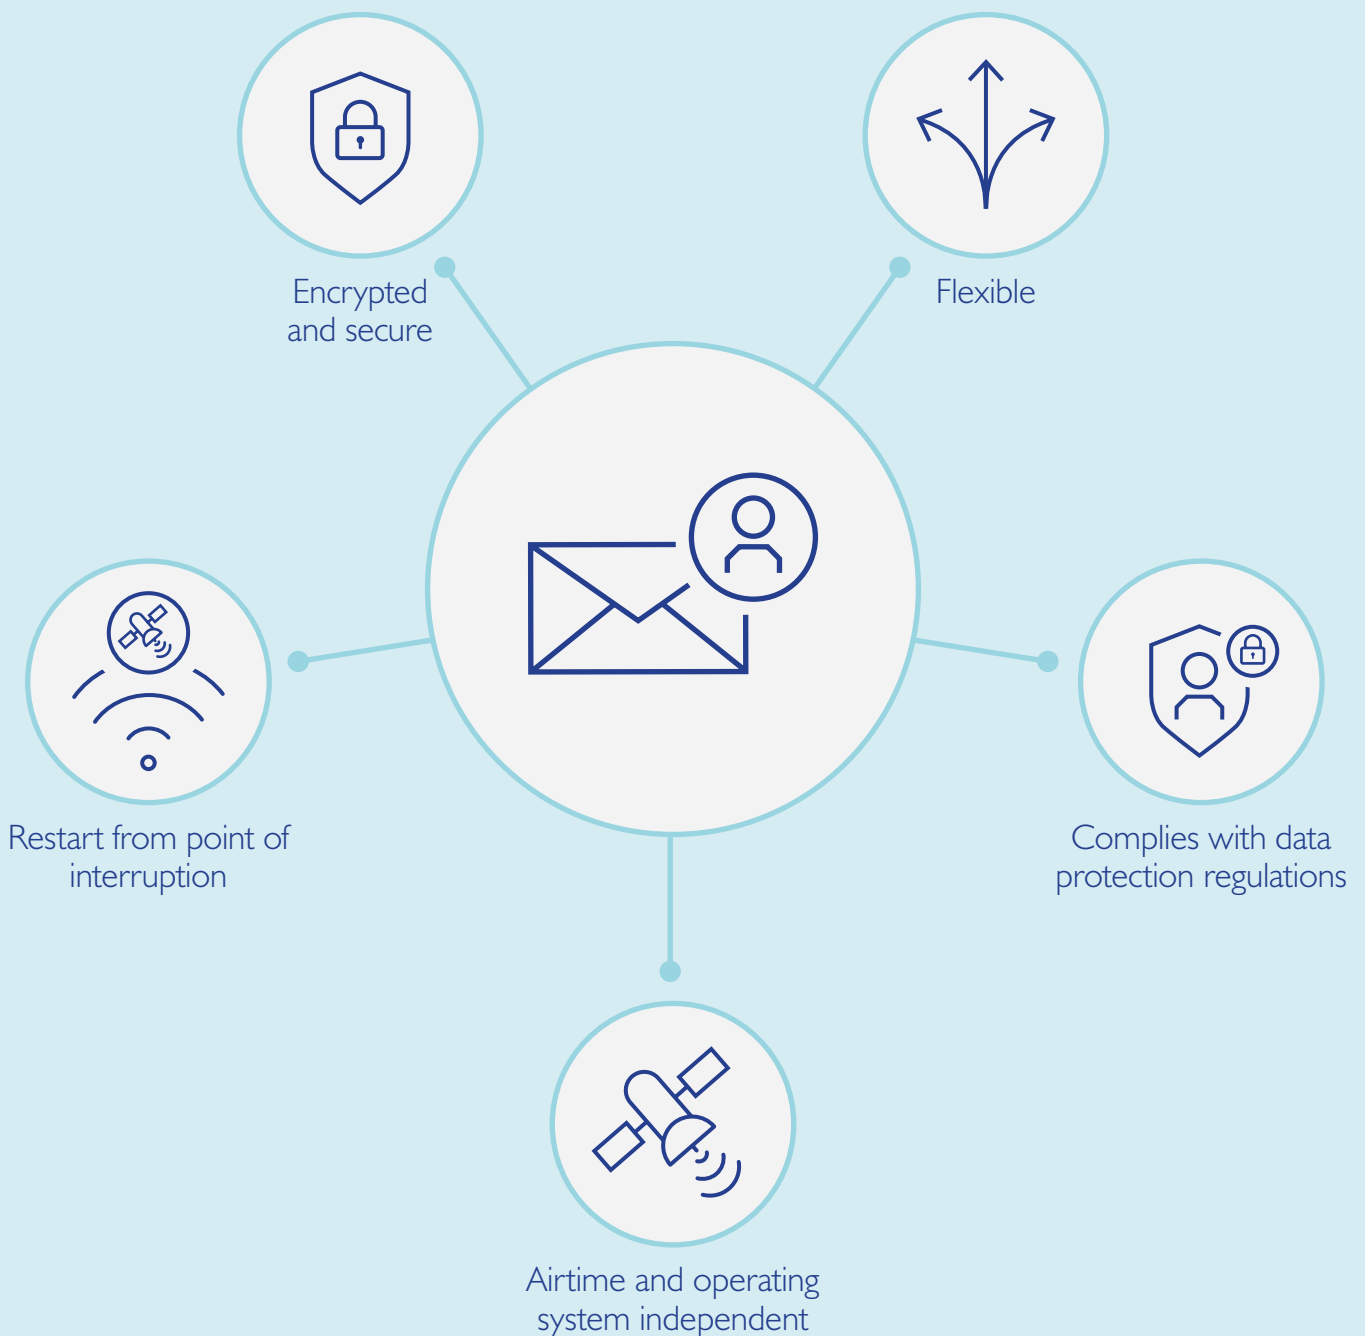 Encrypted
and secure
Flexible
Restart from point of
interruption
Complies with data
protection regulations
Airtime and operating
system independent